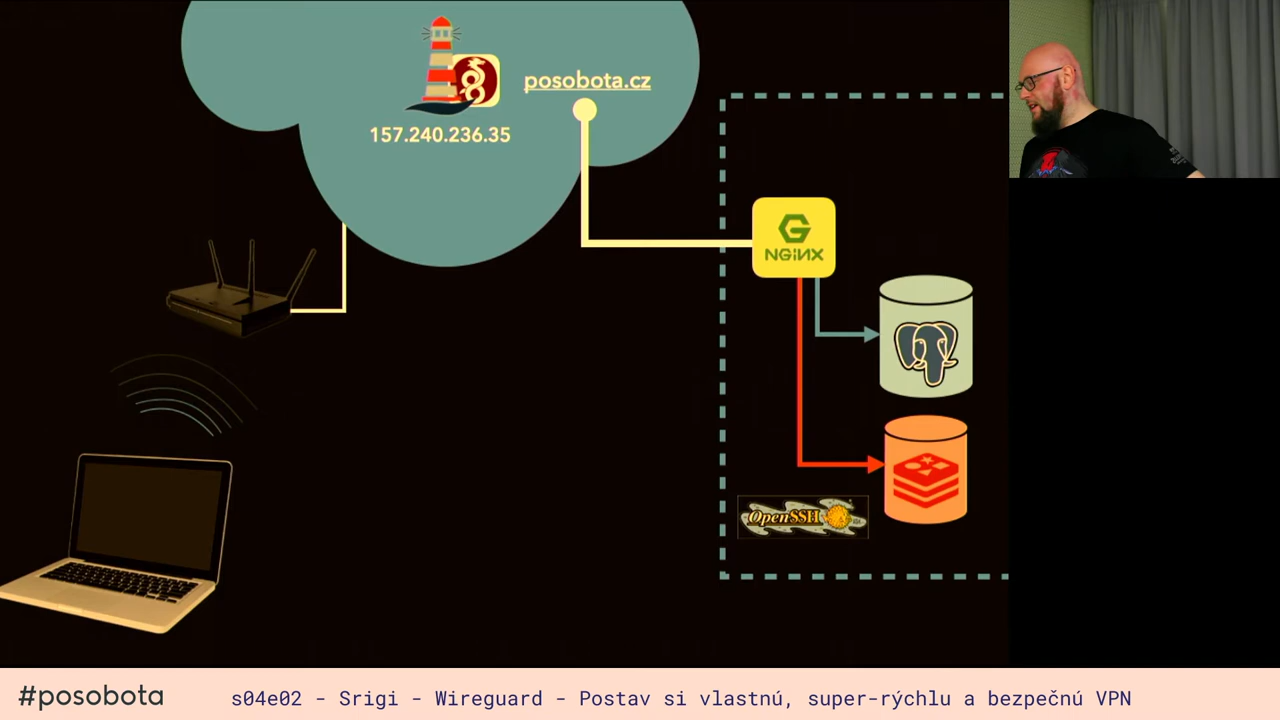 posobota.cz
157.240.236.35
NGINX
OpenSSH
#posobota
s04e02 - Srigi - Wireguard - Postav si vlastnú, super-rýchlu a bezpečnú VPN